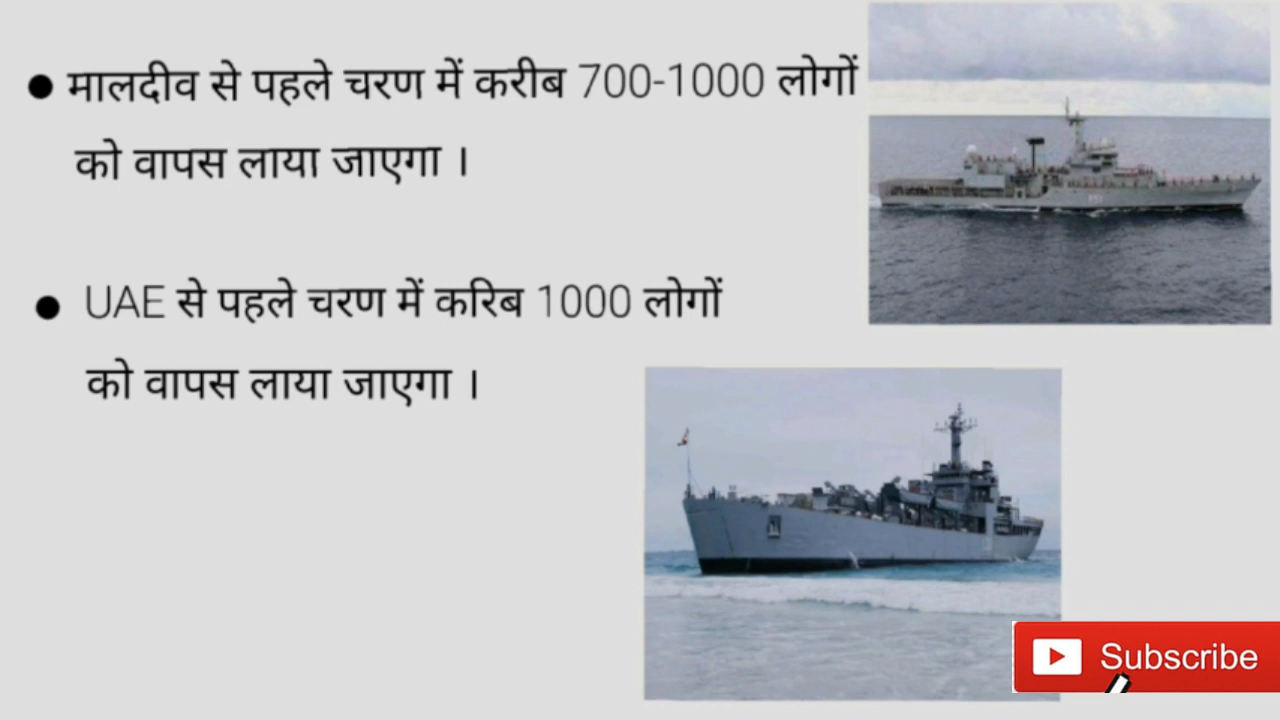 ● मालदीव से पहले चरण में करीब 700-1000 लोगों
को वापस लाया जाएगा ।
● UAE से पहले चरण में करिब 1000 लोगों
को वापस लाया जाएगा ।
Subscribe